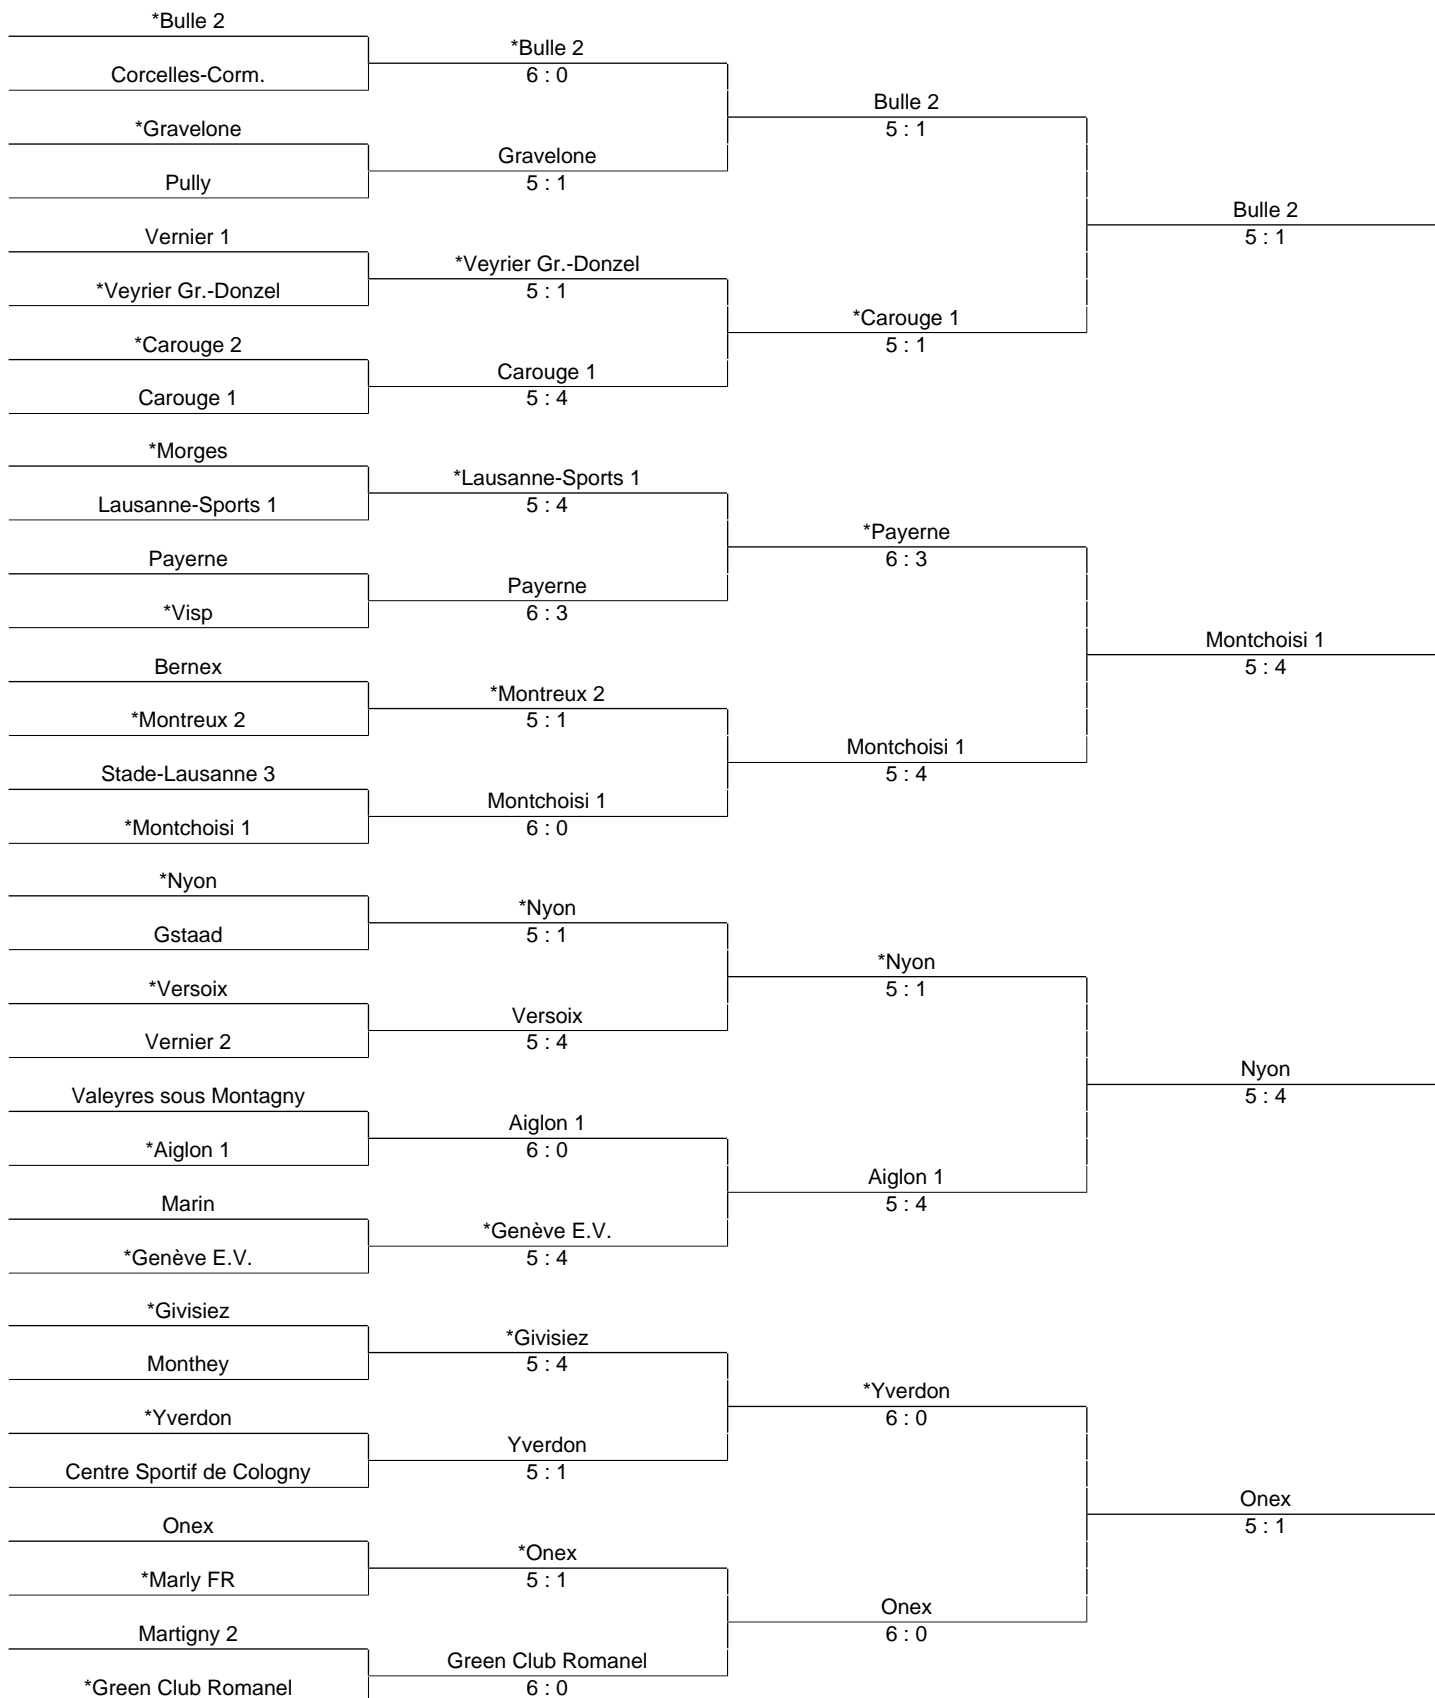 *Bulle 2
Corcelles-Corm.
*Gravelone
Pully
Vernier 1
*Veyrier Gr.-Donzel
*Carouge 2
Carouge 1
*Morges
Lausanne-Sports 1
Payerne
*Visp
Bernex
*Montreux 2
Stade-Lausanne 3
*Montchoisi 1
*Nyon
Gstaad
*Versoix
Vernier 2
Valeyres sous Montagny
*Aiglon 1
Marin
*Genève E.V.
*Givisiez
Monthey
*Yverdon
Centre Sportif de Cologny
Onex
*Marly FR
Martigny 2
*Green Club Romanel
*Bulle 2
6 : 0
Gravelone
5 : 1
*Veyrier Gr.-Donzel
5 : 1
Carouge 1
5 : 4
*Lausanne-Sports 1
5 : 4
Payerne
6 : 3
*Montreux 2
5 : 1
Montchoisi 1
6 : 0
*Nyon
5 : 1
Versoix
5 : 4
Aiglon 1
6 : 0
*Genève E.V.
5 : 4
*Givisiez
5 : 4
Yverdon
5 : 1
*Onex
5 : 1
Green Club Romanel
6 : 0
Bulle 2
5 : 1
*Carouge 1
5 : 1
*Payerne
6 : 3
Montchoisi 1
5 : 4
*Nyon
5 : 1
Aiglon 1
5 : 4
*Yverdon
6 : 0
Onex
6 : 0
Bulle 2
5 : 1
Montchoisi 1
5 : 4
Nyon
5 : 4
Onex
5 : 1